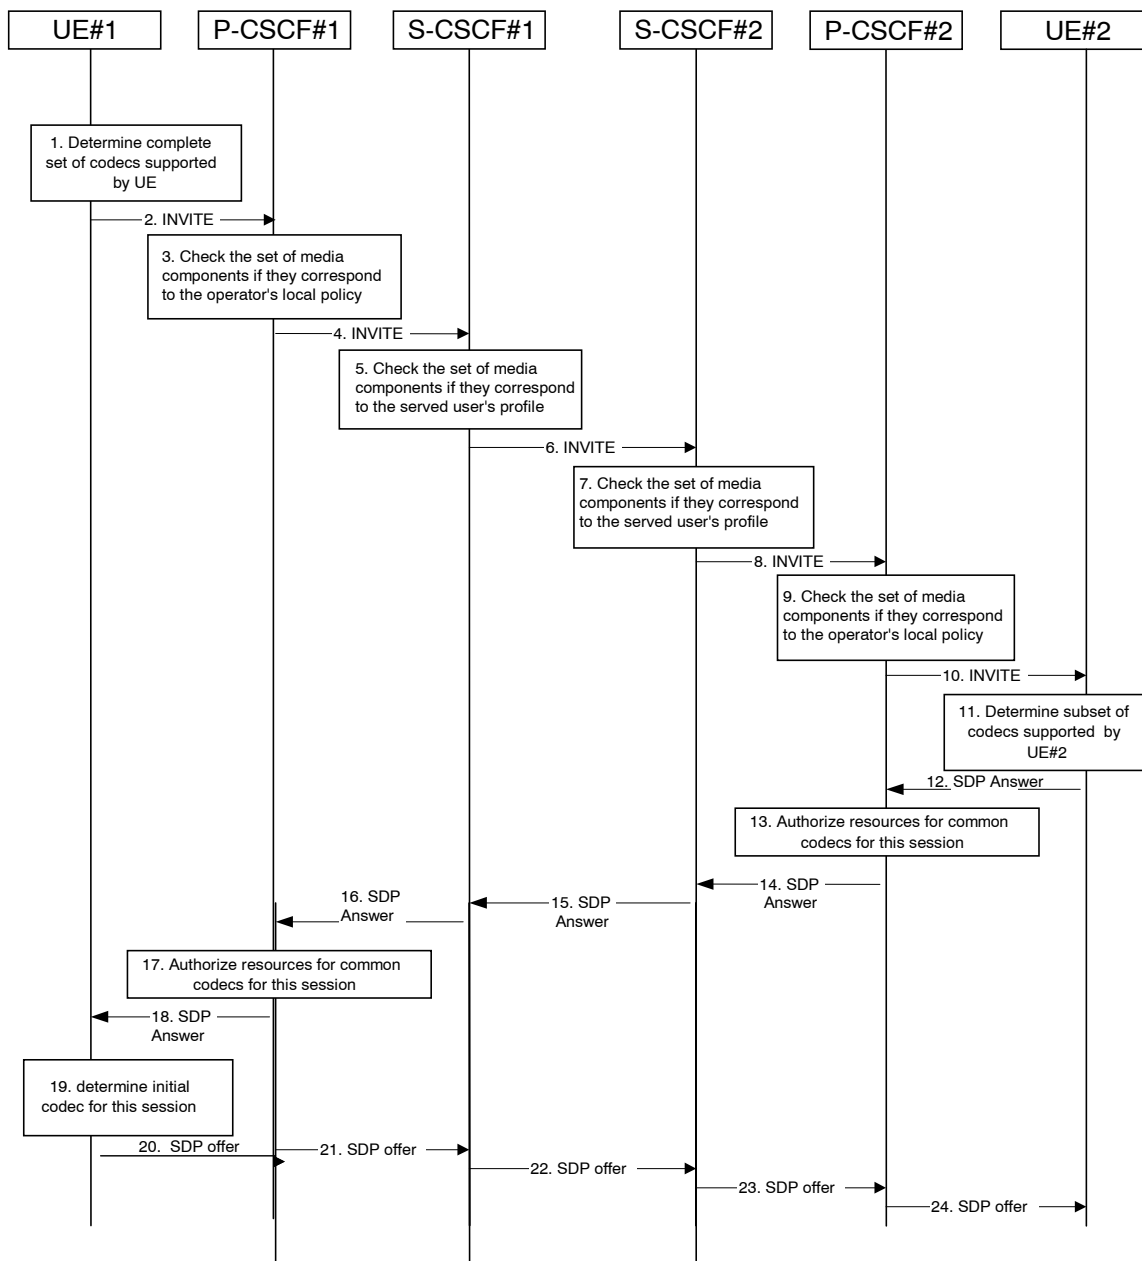 UE#1
P-CSCF#1
S-CSCF#1
S-CSCF#2
P-CSCF#2
UE#2
1. Determine complete
set of codecs supported
by UE
2. INVITE
3. Check the set of media
components if they correspond
to the operator's local policy
4. INVITE
5. Check the set of media
components if they correspond
to the served user's profile
6. INVITE
7. Check the set of media
components if they correspond
to the served user's profile
8. INVITE
9. Check the set of media
components if they correspond
to the operator's local policy
10. INVITE
11. Determine subset of
codecs supported by
UE#2
12. SDP Answer
13. Authorize resources for common
codecs for this session
14. SDP
Answer
15. SDP
Answer
16. SDP
Answer
17. Authorize resources for common
codecs for this session
18. SDP
Answer
19. determine initial
codec for this session
20. SDP offer
21. SDP offer
22. SDP offer
23. SDP offer
24. SDP offer